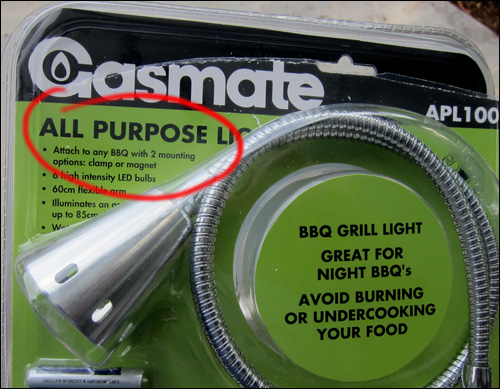 Gasmate
APL100
ALL PURPOSE
• Attach to any BBQ with 2 mounting
options: clamp or magnet
• 6 high intensity LED bulbs
• 60cm flexible arm
• Illuminates an
up to 85cm
•
BBQ GRILL LIGHT
GREAT FOR
NIGHT BBQ's
AVOID BURNING
OR UNDERCOOKING
YOUR FOOD